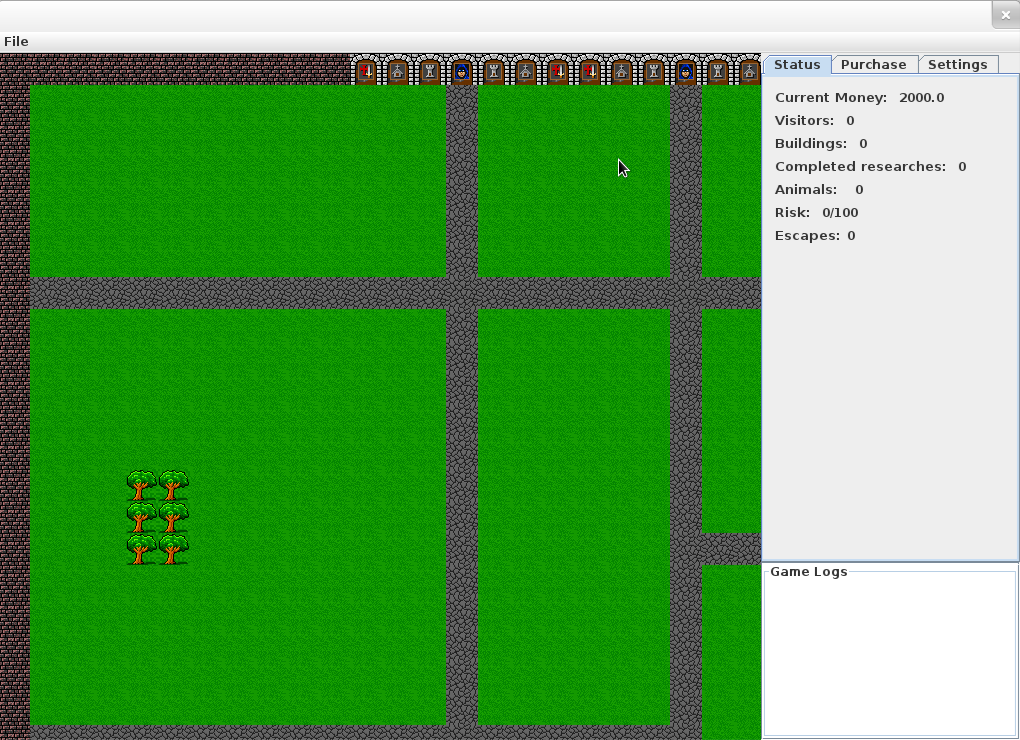 File
Status Purchase Settings
Current Money: 2000.0
Visitors: 0
Buildings: 0
Completed researches: 0
Animals: 0
Risk: 0/100
Escapes: 0
Game Logs